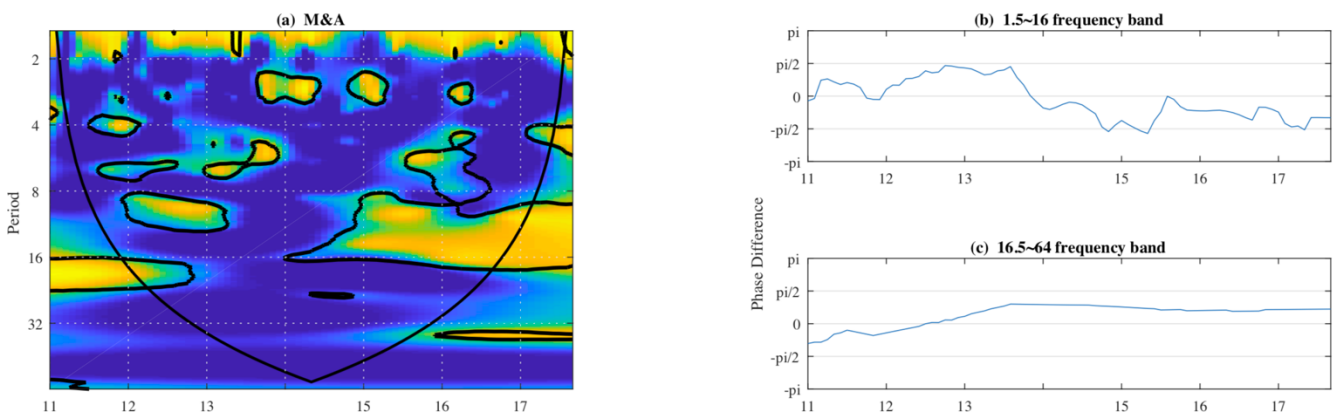 (a) M&A
Period
2
4
8
16
32
11 12 13 15 16 17
(b) 1.5~16 frequency band
pi
pi/2
0
-pi/2
-pi
11 12 13 15 16 17
Phase Difference
(c) 16.5~64 frequency band
pi
pi/2
0
-pi/2
-pi
11 12 13 15 16 17